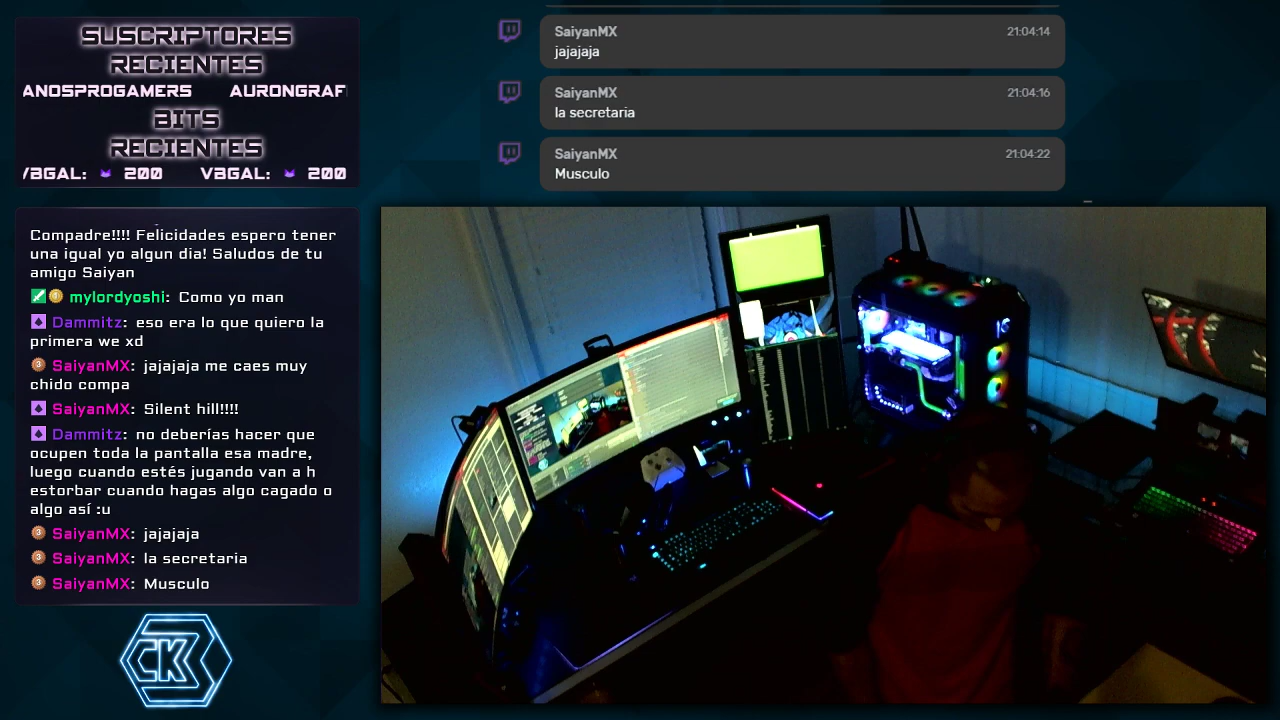 SUSCRIPTORES
RECIENTES
ANOSPROGAMERS AURONGRAF
BITS
RECIENTES
VBGAL: 200 VBGAL: 200
SaiyanMX 21:04:14
jajajaja
SaiyanMX 21:04:16
la secretaria
SaiyanMX 21:04:22
Musculo
Compadre!!!! Felicidades espero tener
una igual yo algun dia! Saludos de tu
amigo Saiyan
mylordyoshi: Como yo man
Dammitz: eso era lo que quiero la
primera we xd
SaiyanMX: jajajaja me caes muy
chido compa
SaiyanMX: Silent hill!!!!
Dammitz: no deberías hacer que
ocupen toda la pantalla esa madre,
luego cuando estés jugando van a h
estorbar cuando hagas algo cagado o
algo así :u
SaiyanMX: jajajaja
SaiyanMX: la secretaria
SaiyanMX: Musculo
CK